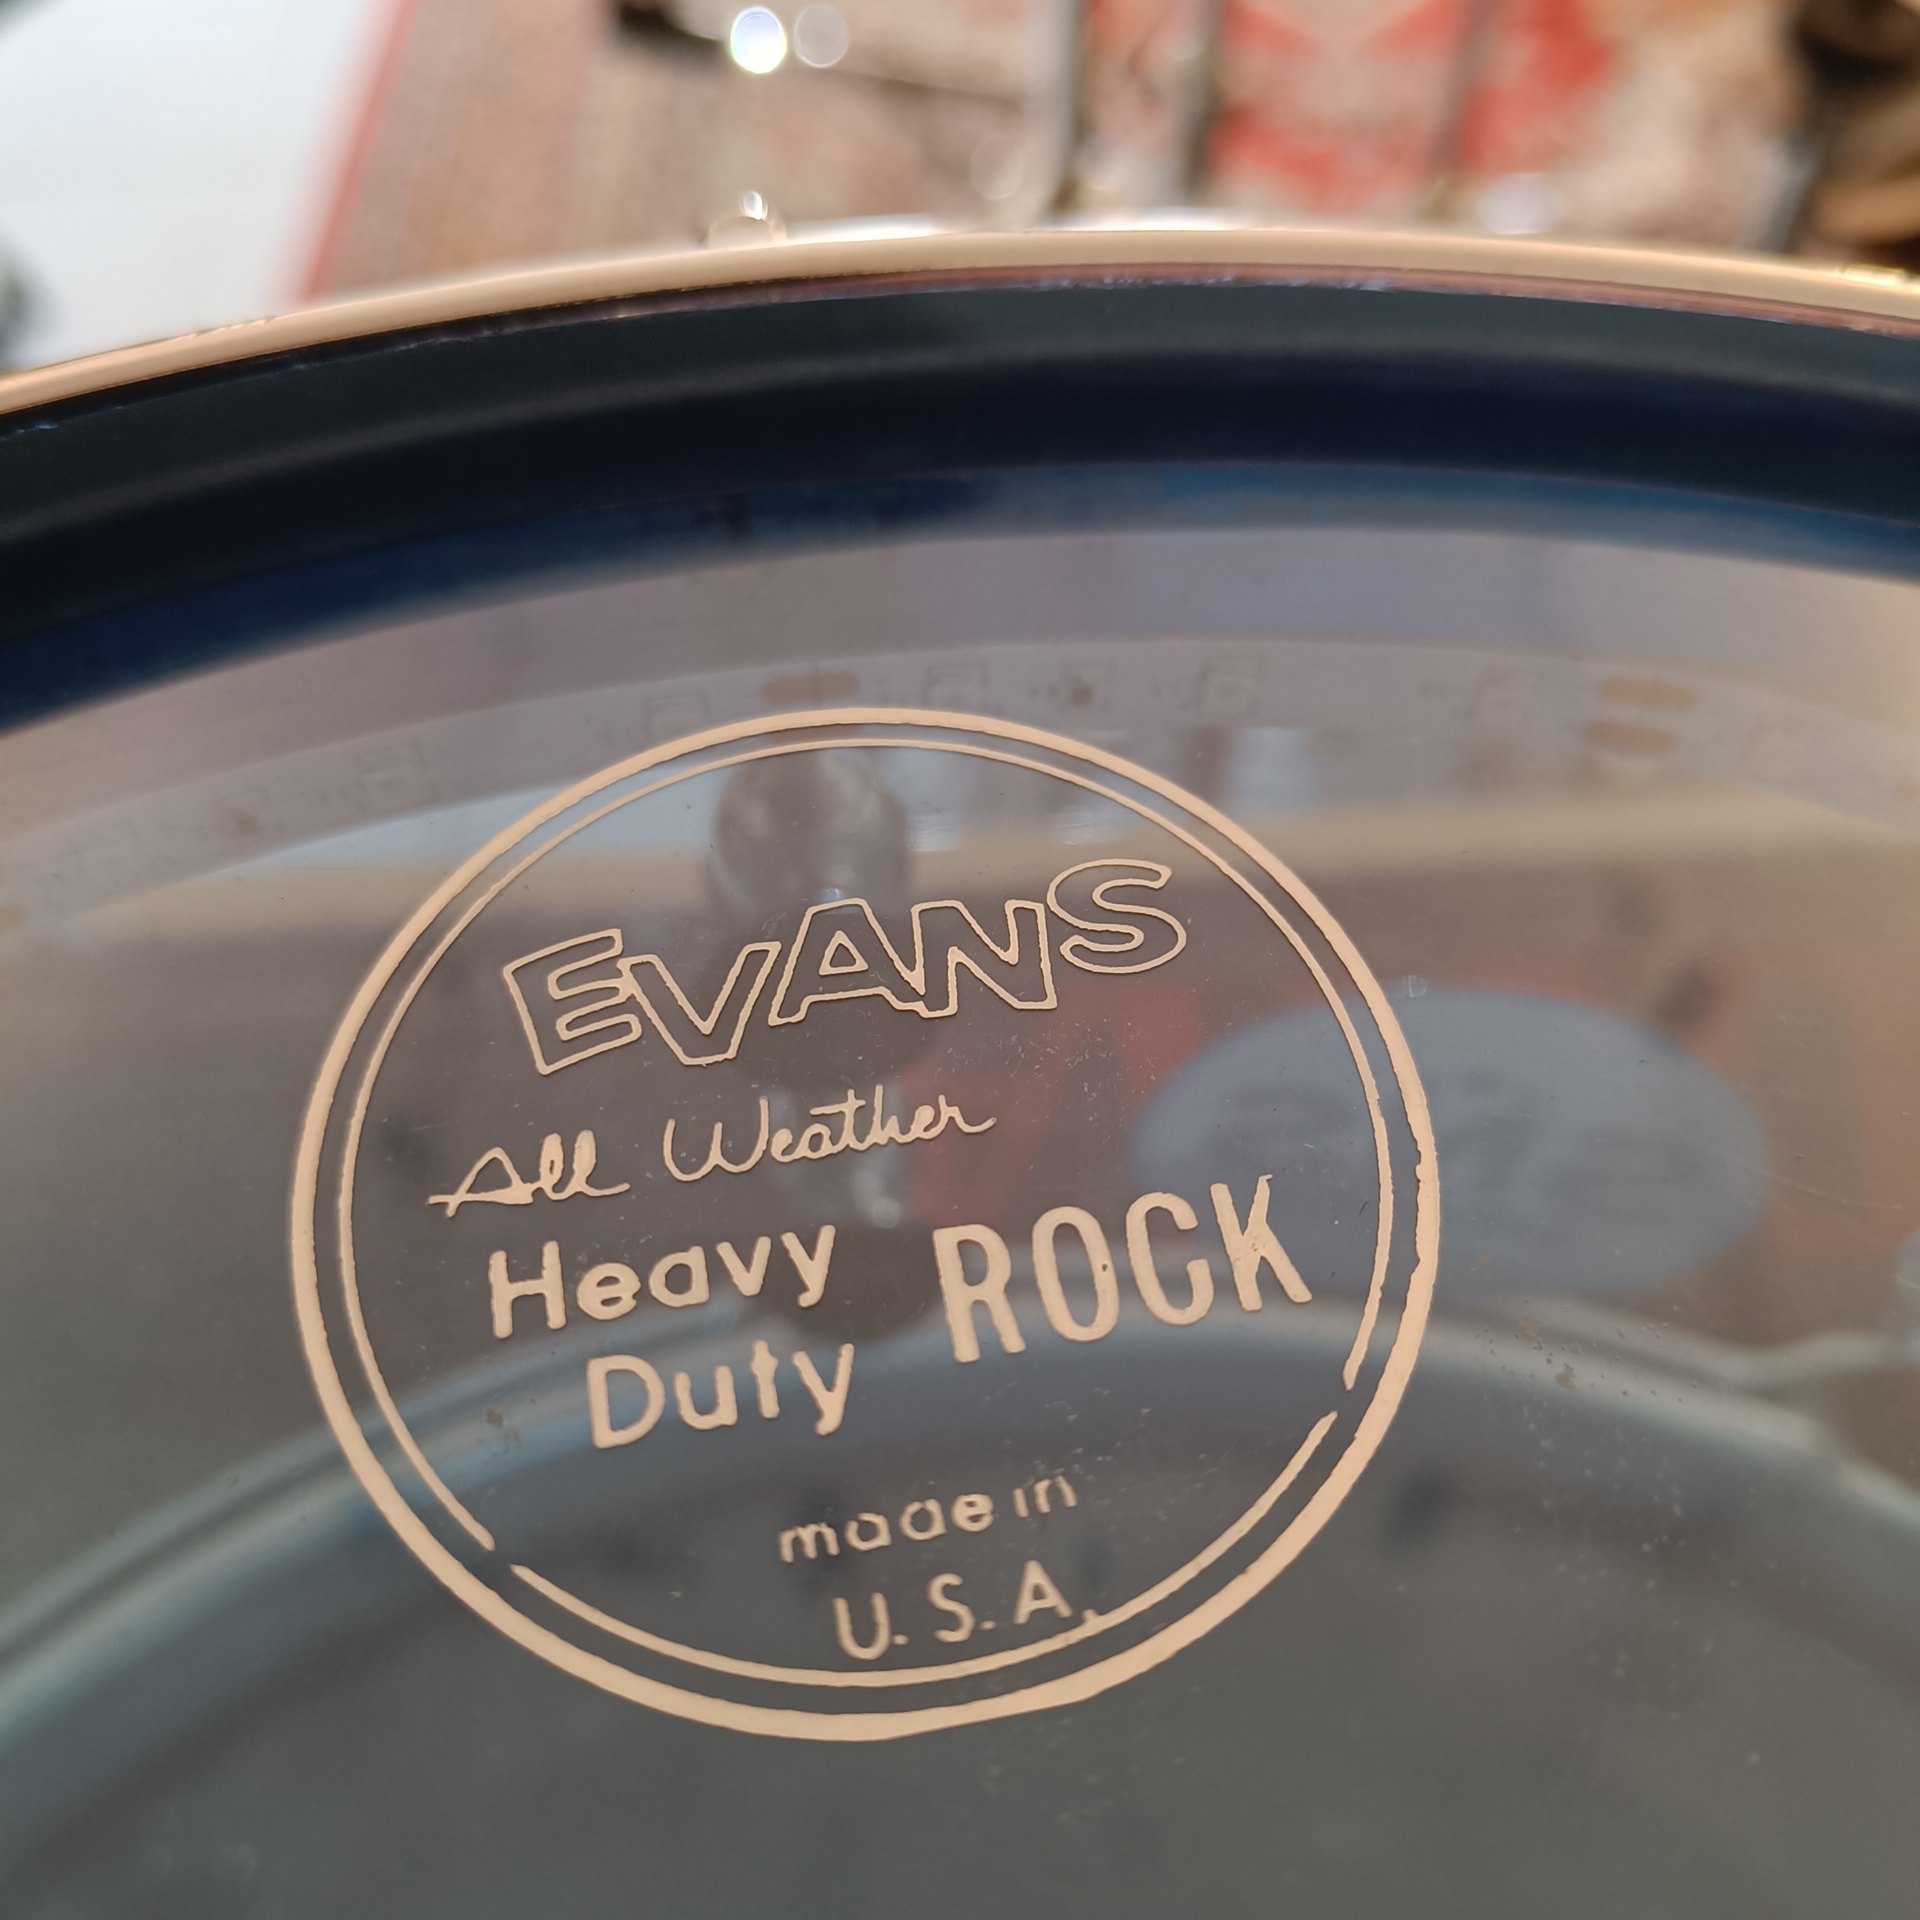 EVANS
All Weather
Heavy ROCK
Duty
made in
U.S.A.